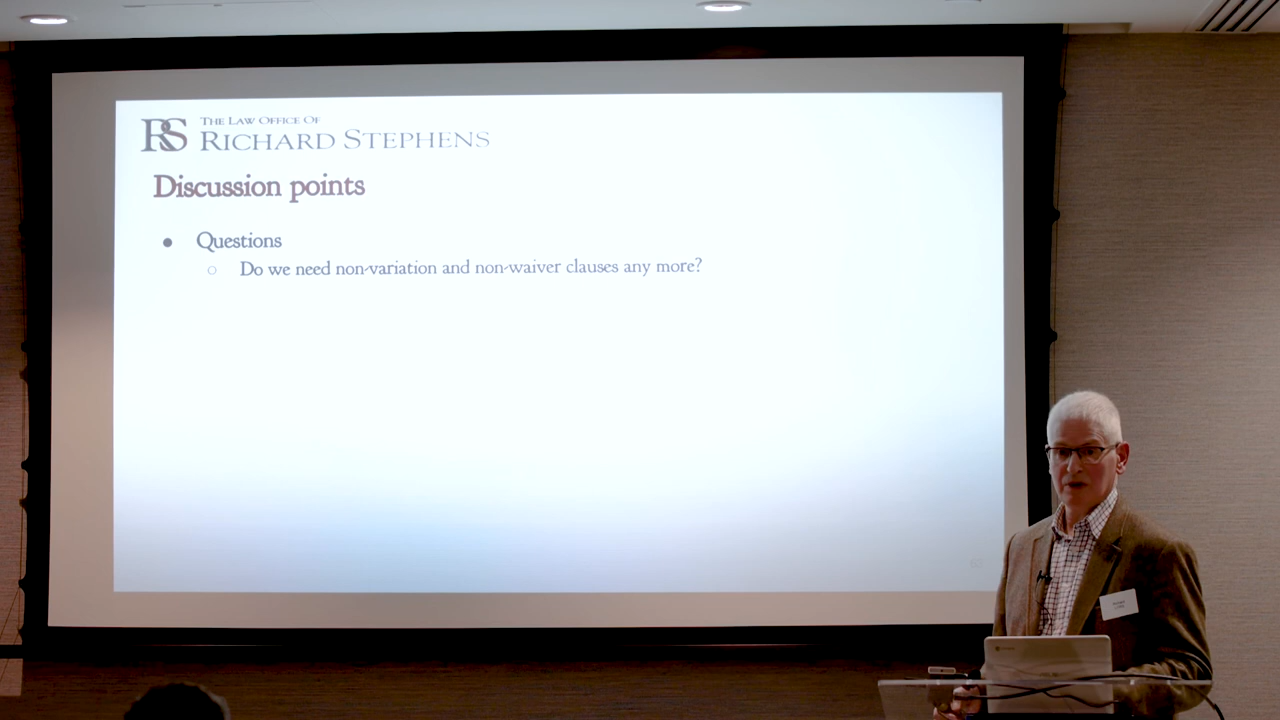 RS
THE LAW OFFICE OF
RICHARD STEPHENS
Discussion points
● Questions
○ Do we need non-variation and non-waiver clauses any more?